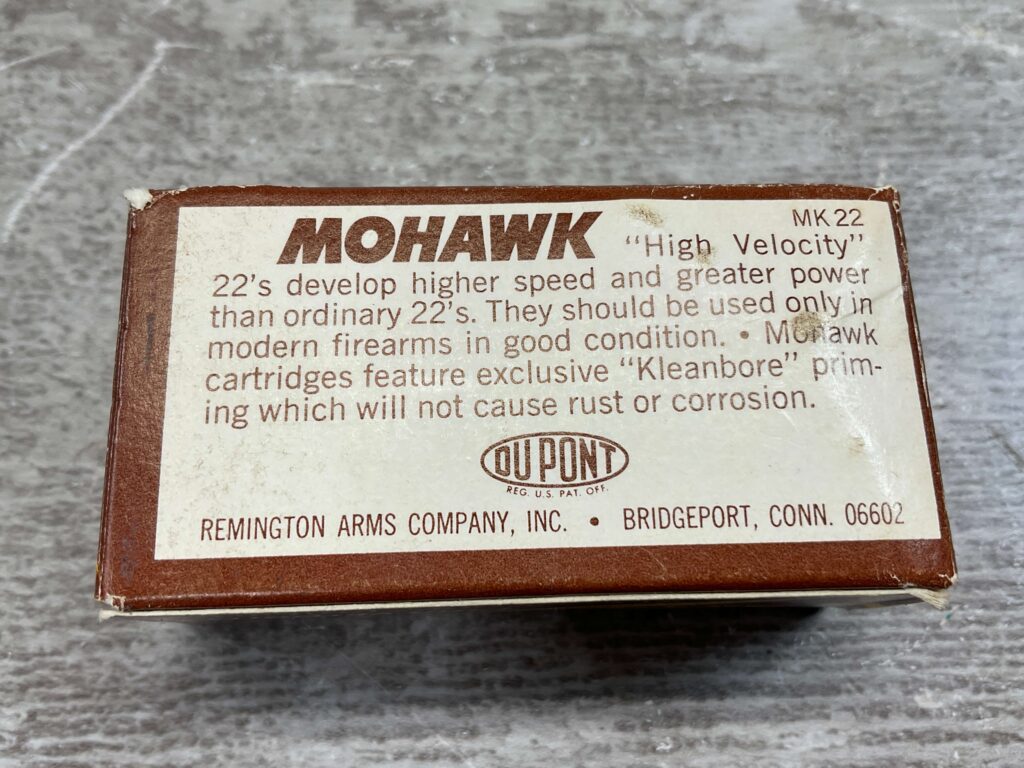 MK 22
MOHAWK "High Velocity"
22's develop higher speed and greater power
than ordinary 22's. They should be used only in
modern firearms in good condition. • Mohawk
cartridges feature exclusive "Kleanbore" prim-
ing which will not cause rust or corrosion.
DU PONT
REG. U.S. PAT. OFF.
REMINGTON ARMS COMPANY, INC. • BRIDGEPORT, CONN. 06602